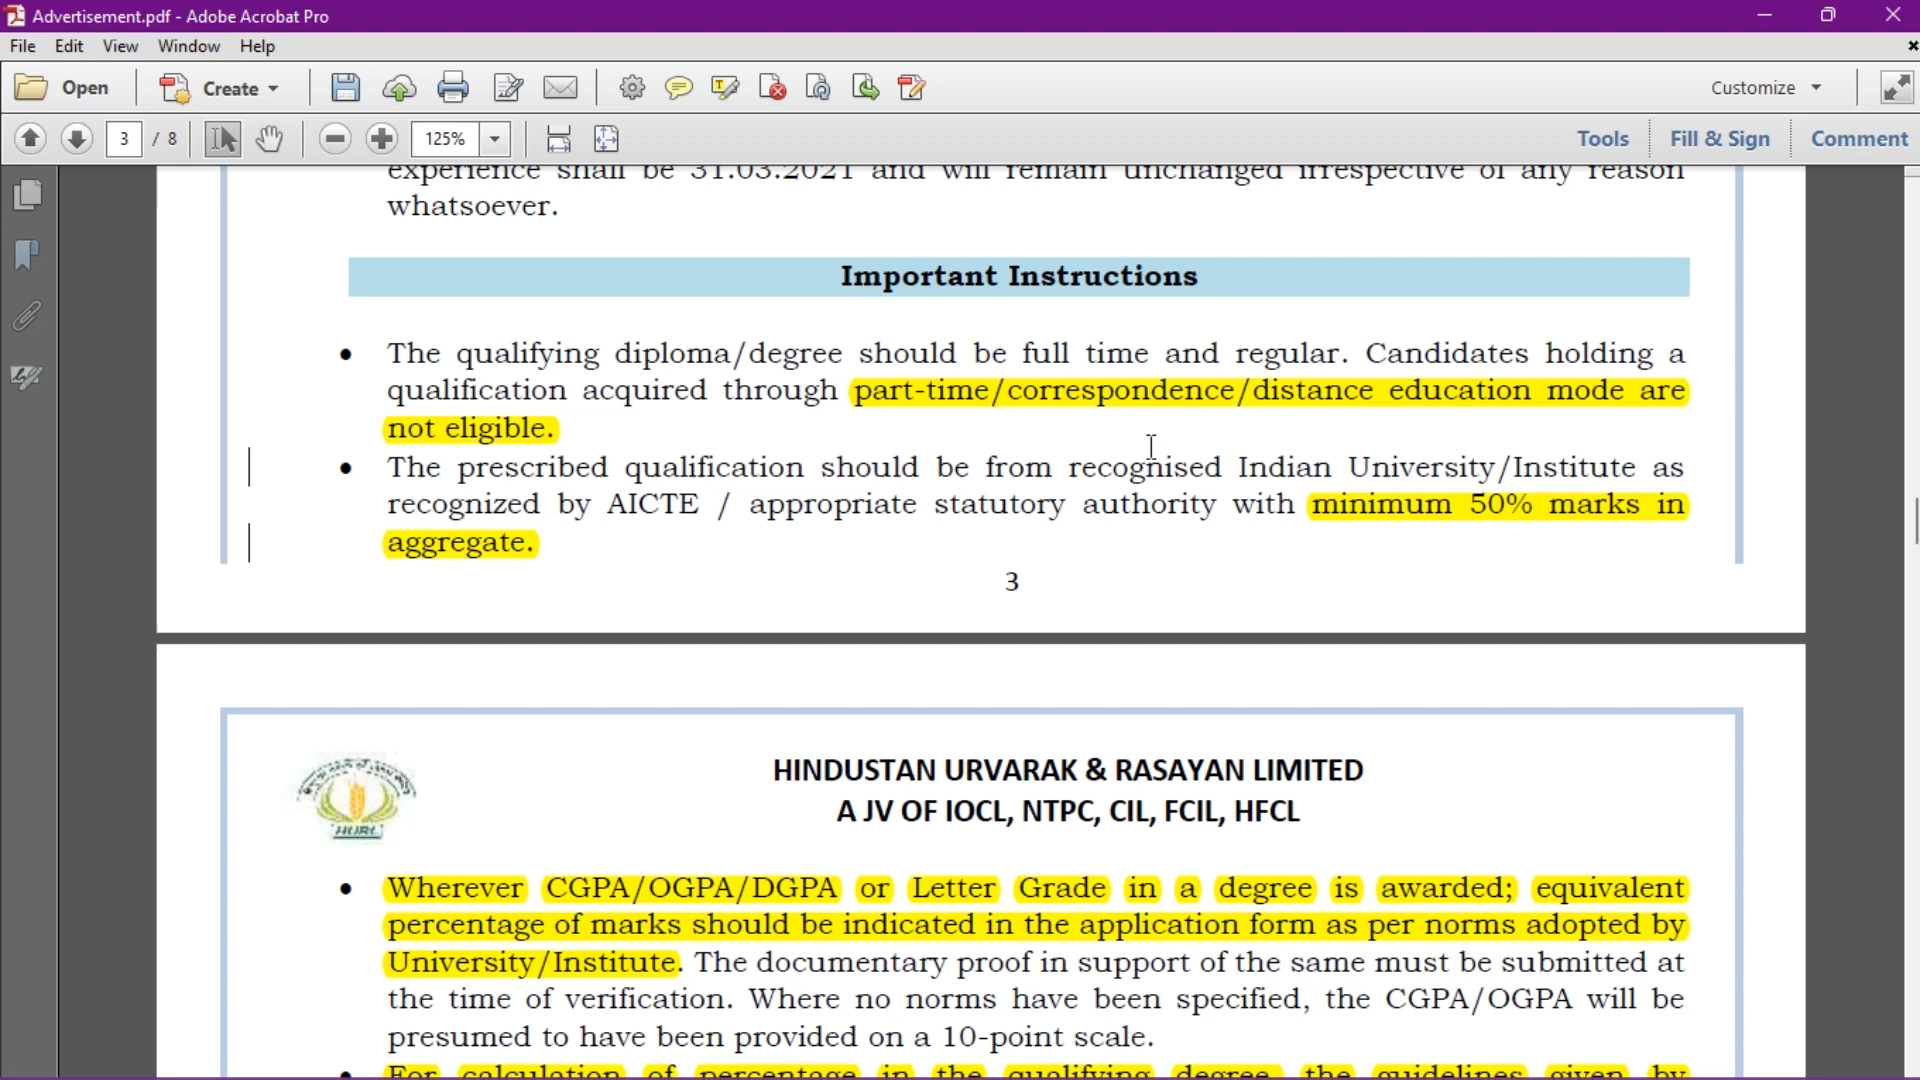 Advertisement.pdf - Adobe Acrobat Pro
File Edit View Window Help
Open Create Customize
3 / 8 125% Tools Fill & Sign Comment
experience shall be 31.03.2021 and will remain unchanged irrespective of any reason
whatsoever.
Important Instructions
• The qualifying diploma/degree should be full time and regular. Candidates holding a
qualification acquired through part-time/correspondence/distance education mode are
not eligible.
• The prescribed qualification should be from recognised Indian University/Institute as
recognized by AICTE / appropriate statutory authority with minimum 50% marks in
aggregate.
3
HINDUSTAN URVARAK & RASAYAN LIMITED
A JV OF IOCL, NTPC, CIL, FCIL, HFCL
HURL
• Wherever CGPA/OGPA/DGPA or Letter Grade in a degree is awarded; equivalent
percentage of marks should be indicated in the application form as per norms adopted by
University/Institute. The documentary proof in support of the same must be submitted at
the time of verification. Where no norms have been specified, the CGPA/OGPA will be
presumed to have been provided on a 10-point scale.
• For calculation of percentage in the qualifying degree, the guidelines given by